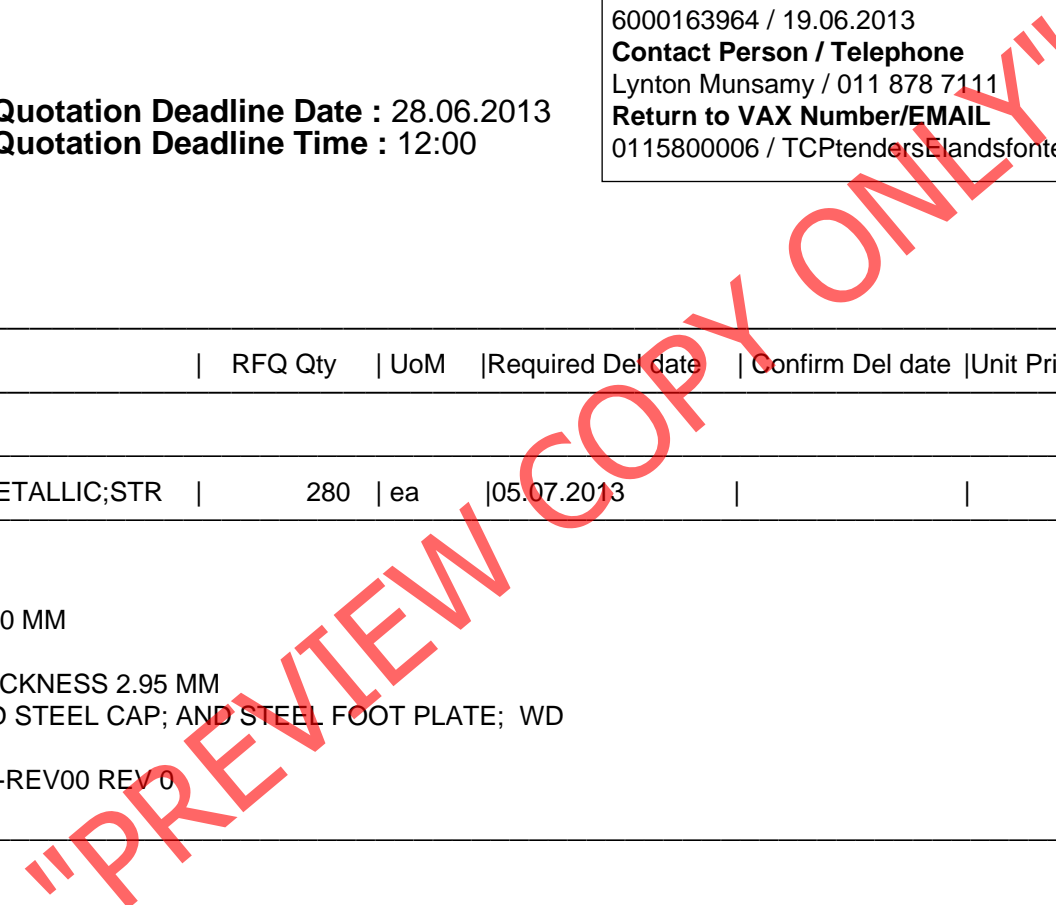 6000163964 / 19.06.2013
Contact Person / Telephone
Lynton Munsamy / 011 878 7111
Return to VAX Number/EMAIL
0115800006 / TCPtendersElandsfonte
Quotation Deadline Date : 28.06.2013
Quotation Deadline Time : 12:00
| RFQ Qty | UoM |Required Del date | Confirm Del date |Unit Pri
ETALLIC;STR | 280 | ea |05.07.2013 | |
0 MM
CKNESS 2.95 MM
D STEEL CAP; AND STEEL FOOT PLATE; WD
-REV00 REV 0
"PREVIEW COPY ONLY"